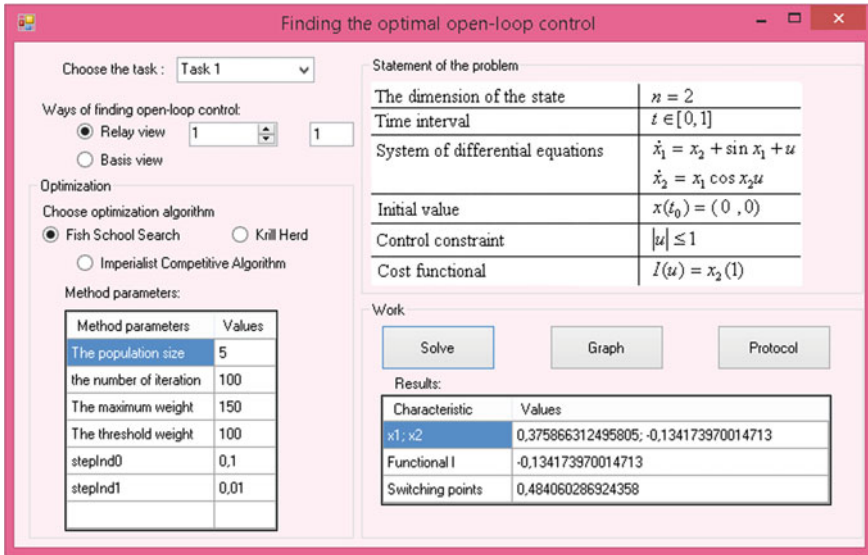 Finding the optimal open-loop control
Choose the task : Task 1
Ways of finding open-loop control:
Relay view 1 1
Basis view
Optimization
Choose optimization algorithm
Fish School Search Krill Herd
Imperialist Competitive Algorithm
Method parameters:
Method parameters Values
The population size 5
the number of iteration 100
The maximum weight 150
The threshold weight 100
stepInd0 0,1
stepInd1 0,01
Statement of the problem
The dimension of the state n = 2
Time interval t ∈ [0, 1]
System of differential equations ẋ₁ = x₂ + sin x₁ + u
ẋ₂ = x₁ cos x₂u
Initial value x(t₀) = ( 0 , 0)
Control constraint |u| ≤ 1
Cost functional I(u) = x₂(1)
Work
Solve Graph Protocol
Results:
Characteristic Values
x1; x2 0,375866312495805; -0,134173970014713
Functional I -0,134173970014713
Switching points 0,484060286924358